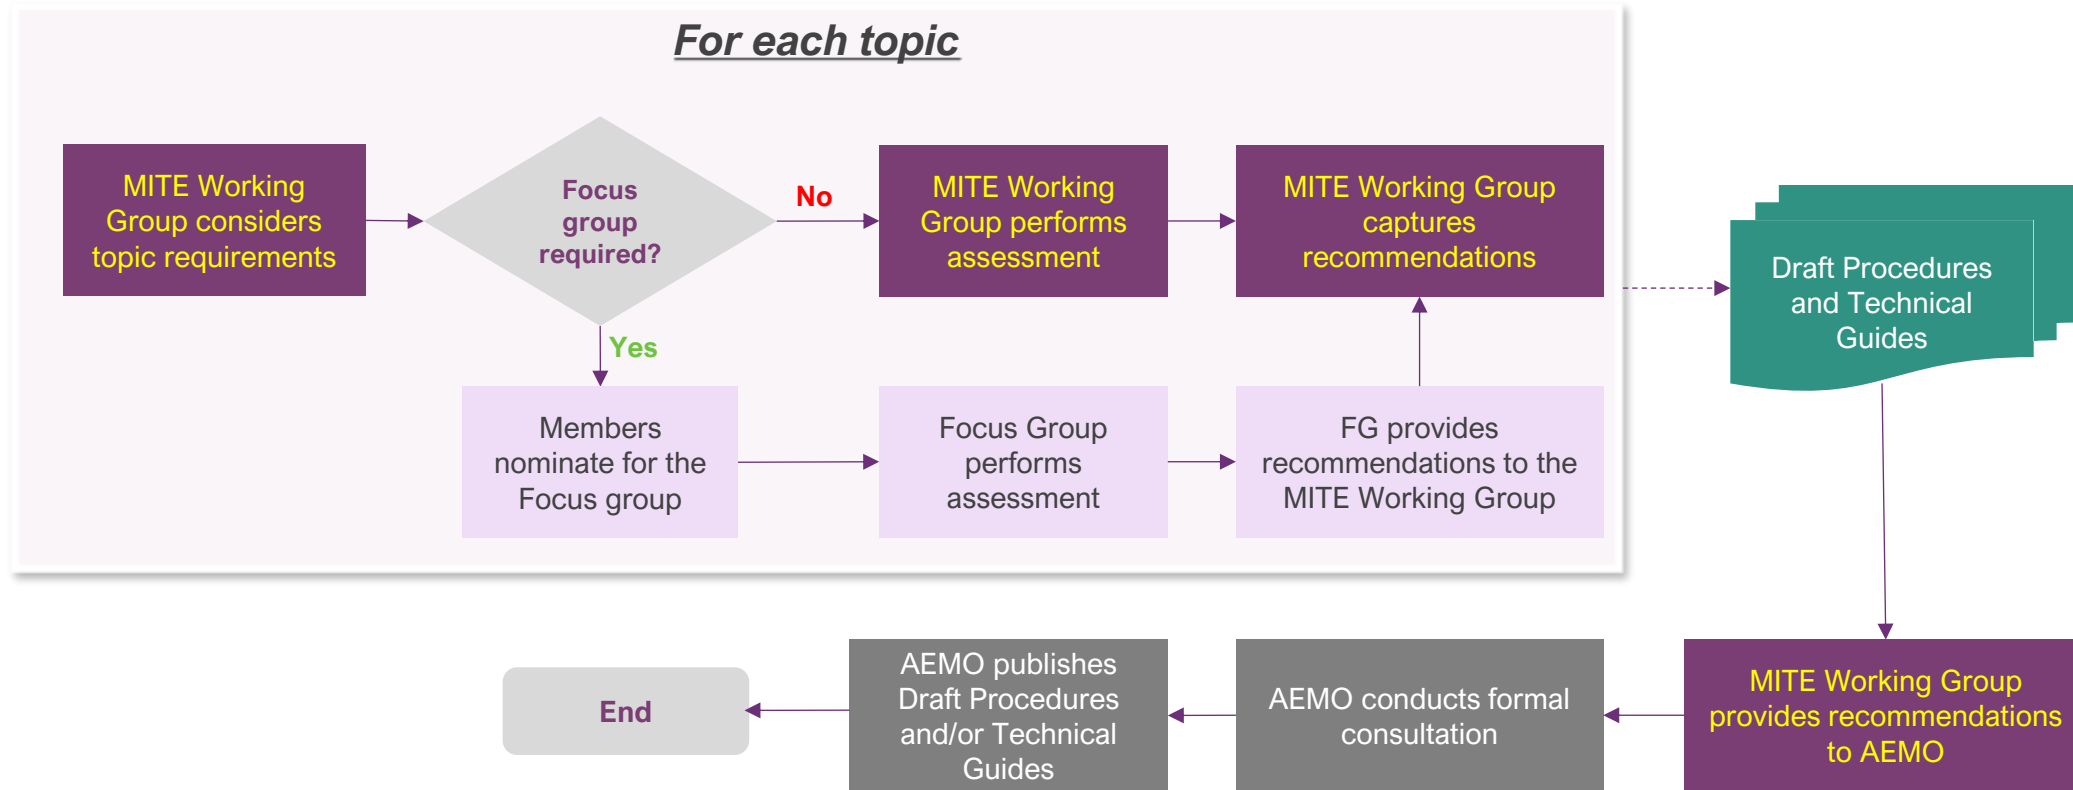 For each topic
MITE Working
Group considers
topic requirements
Focus
group
required?
No
MITE Working
Group performs
assessment
MITE Working Group
captures
recommendations
Yes
Members
nominate for the
Focus group
Focus Group
performs
assessment
FG provides
recommendations to the
MITE Working Group
Draft Procedures
and Technical
Guides
MITE Working Group
provides recommendations
to AEMO
AEMO conducts formal
consultation
AEMO publishes
Draft Procedures
and/or Technical
Guides
End